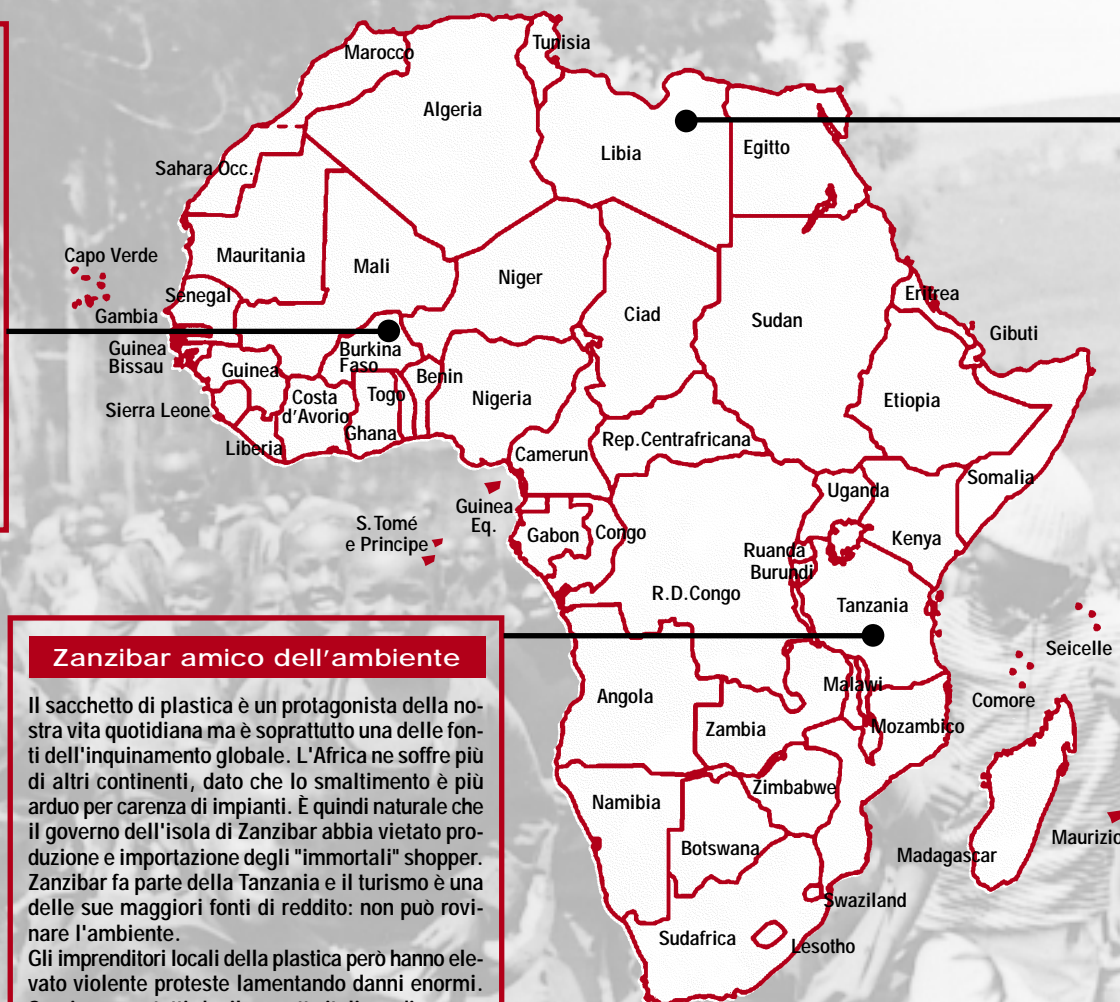 Tunisia
Marocco
Algeria
Libia
Egitto
Sahara Occ.
Capo Verde
Mauritania
Mali
Niger
Ciad
Sudan
Eritrea
Senegal
Gambia
Gibuti
Guinea
Bissau
Guinea
Burkina
Faso
Benin
Togo
Costa
d'Avorio
Ghana
Nigeria
Etiopia
Sierra Leone
Liberia
Camerun
Rep.Centrafricana
Somalia
Uganda
Kenya
Guinea
Eq.
S.Tomé
e Principe
Gabon
Congo
Ruanda
Burundi
R.D.Congo
Tanzania
Seicelle
Comore
Angola
Malawi
Zambia
Mozambico
Namibia
Zimbabwe
Botswana
Madagascar
Maurizio
Swaziland
Sudafrica
Lesotho
Zanzibar amico dell'ambiente
Il sacchetto di plastica è un protagonista della no-
stra vita quotidiana ma è soprattutto una delle fon-
ti dell'inquinamento globale. L'Africa ne soffre più
di altri continenti, dato che lo smaltimento è più
arduo per carenza di impianti. È quindi naturale che
il governo dell'isola di Zanzibar abbia vietato pro-
duzione e importazione degli "immortali" shopper.
Zanzibar fa parte della Tanzania e il turismo è una
delle sue maggiori fonti di reddito: non può rovi-
nare l'ambiente.
Gli imprenditori locali della plastica però hanno ele-
vato violente proteste lamentando danni enormi.